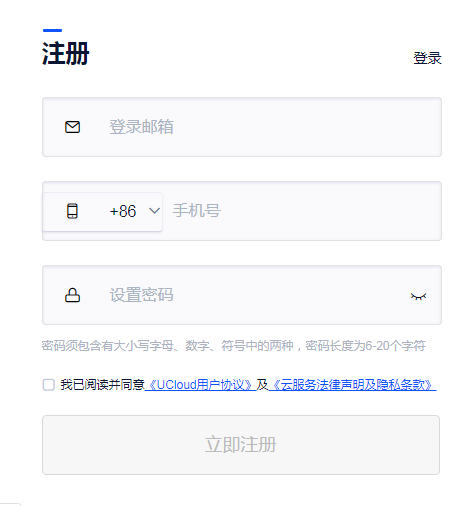 注册
登录
登录邮箱
+86 手机号
设置密码
密码须包含有大小写字母、数字、符号中的两种，密码长度为6-20个字符
我已阅读并同意《UCloud用户协议》及《云服务法律声明及隐私条款》
立即注册